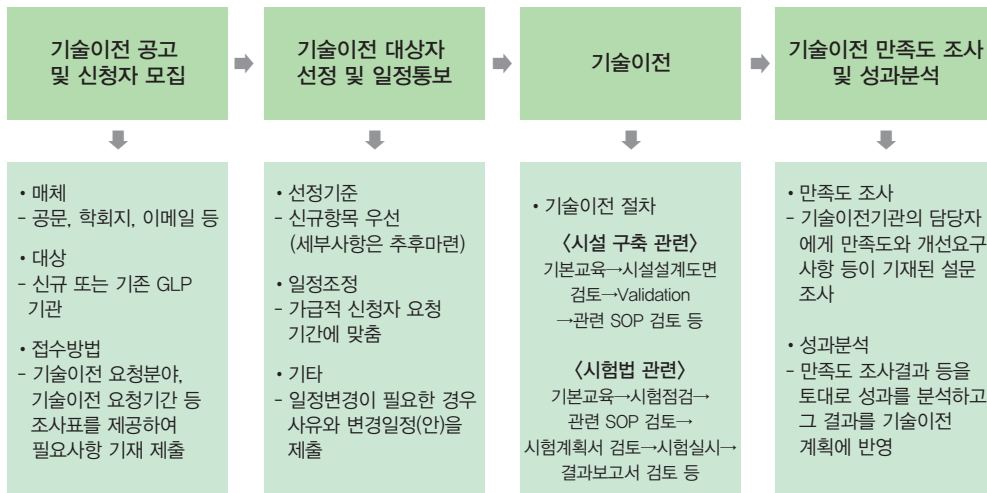 기술이전 공고
및 신청자 모집
기술이전 대상자
선정 및 일정통보
기술이전
기술이전 만족도 조사
및 성과분석
• 매체
- 공문, 학회지, 이메일 등
• 대상
- 신규 또는 기존 GLP
기관
• 접수방법
- 기술이전 요청분야,
기술이전 요청기간 등
조사표를 제공하여
필요사항 기재 제출
• 선정기준
- 신규항목 우선
(세부사항은 추후마련)
• 일정조정
- 가급적 신청자 요청
기간에 맞춤
• 기타
- 일정변경이 필요한 경우
사유와 변경일정(안)을
제출
• 기술이전 절차
〈시설 구축 관련〉
기본교육→시설설계도면
검토→Validation
→관련 SOP 검토 등
〈시험법 관련〉
기본교육→시험점검→
관련 SOP 검토→
시험계획서 검토→시험실시→
결과보고서 검토 등
• 만족도 조사
- 기술이전기관의 담당자
에게 만족도와 개선요구
사항 등이 기재된 설문
조사
• 성과분석
- 만족도 조사결과 등을
토대로 성과를 분석하고
그 결과를 기술이전
계획에 반영